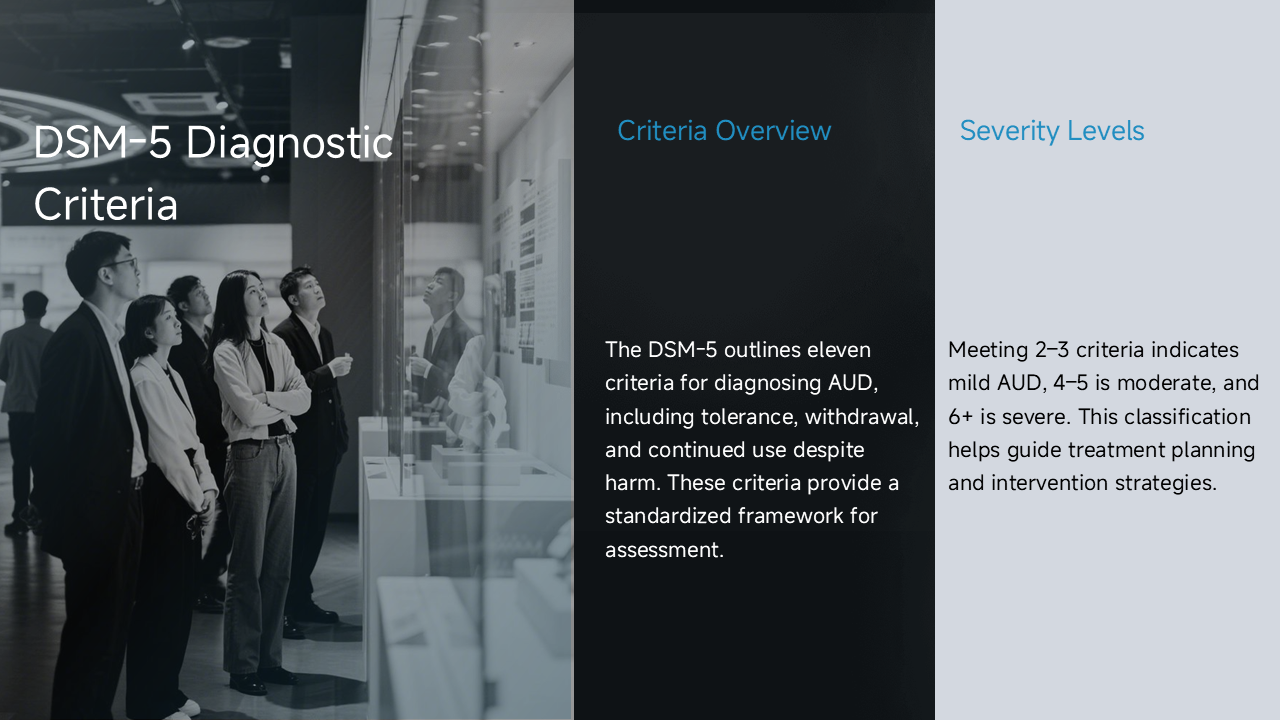 DSM-5 Diagnostic
Criteria
Criteria Overview
The DSM-5 outlines eleven
criteria for diagnosing AUD,
including tolerance, withdrawal,
and continued use despite
harm. These criteria provide a
standardized framework for
assessment.
Severity Levels
Meeting 2–3 criteria indicates
mild AUD, 4–5 is moderate, and
6+ is severe. This classification
helps guide treatment planning
and intervention strategies.